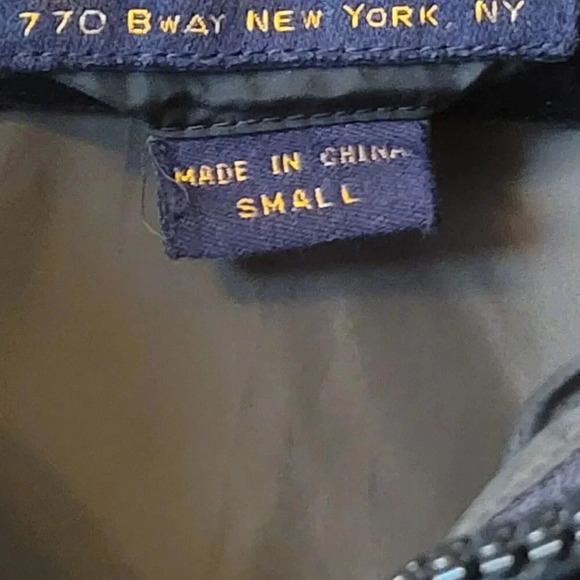 770 BWAY NEW YORK, NY
MADE IN CHINA
SMALL